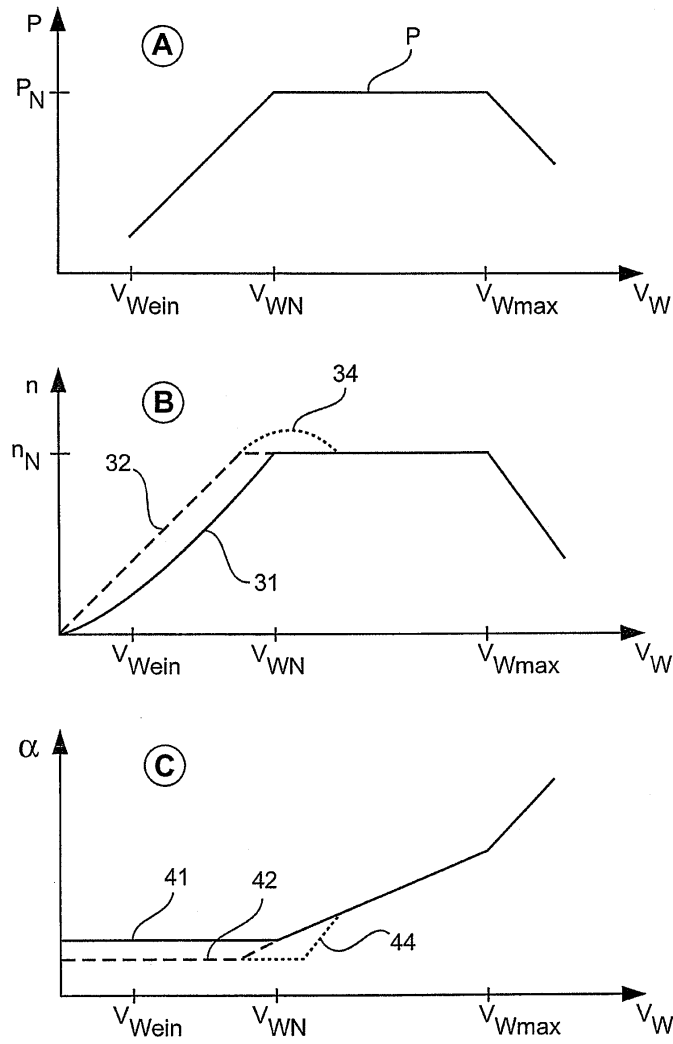 P
A
P
P_N
V_Wein V_WN V_Wmax V_W
n
B
34
n_N
32
31
V_Wein V_WN V_Wmax V_W
α
C
41 42
44
V_Wein V_WN V_Wmax V_W